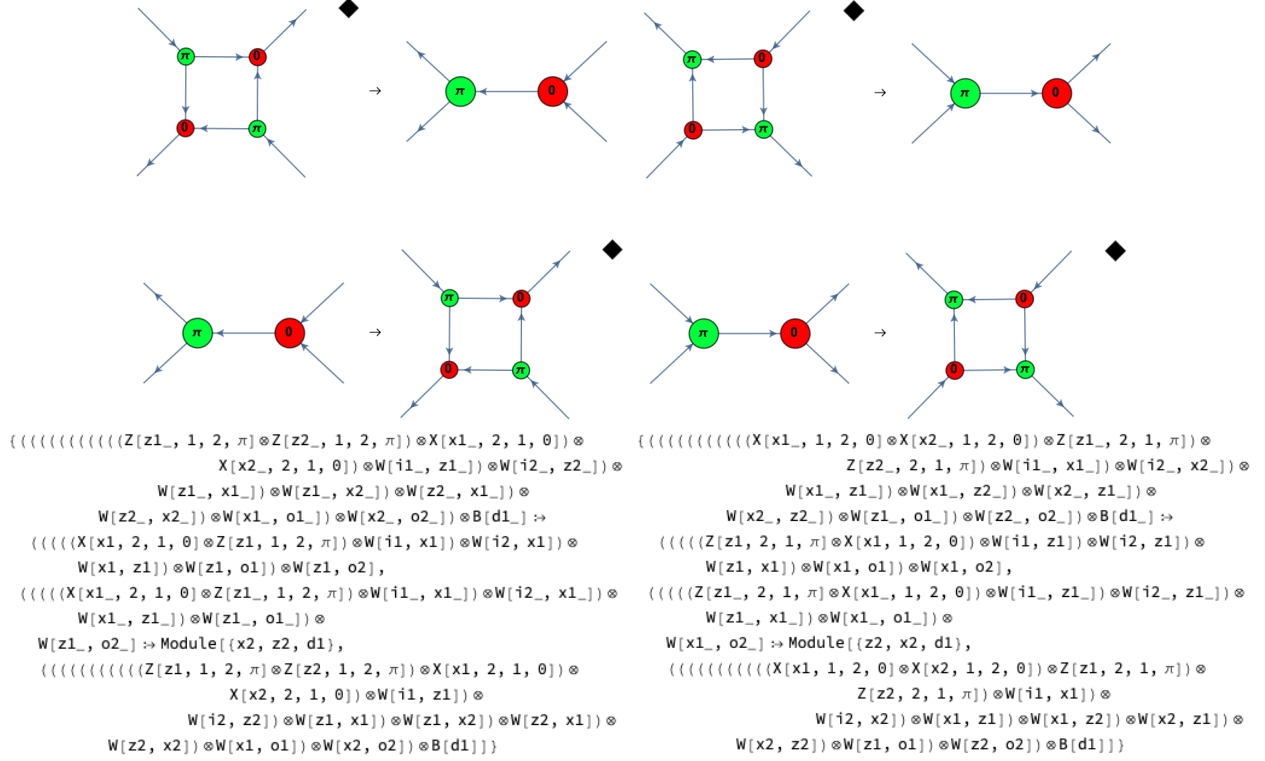 π 0
0 π
→
π 0
π 0
0 π
→
π 0
π 0
→
π 0
0 π
π 0
→
π 0
0 π
{(((((((((((Z[z1_, 1, 2, π]⊗Z[z2_, 1, 2, π])⊗X[x1_, 2, 1, 0])⊗
X[x2_, 2, 1, 0])⊗W[i1_, z1_])⊗W[i2_, z2_])⊗
W[z1_, x1_])⊗W[z1_, x2_])⊗W[z2_, x1_])⊗
W[z2_, x2_])⊗W[x1_, o1_])⊗W[x2_, o2_])⊗B[d1_] :→
(((((X[x1, 2, 1, 0]⊗Z[z1, 1, 2, π])⊗W[i1, x1])⊗W[i2, x1])⊗
W[x1, z1])⊗W[z1, o1])⊗W[z1, o2],
(((((X[x1_, 2, 1, 0]⊗Z[z1_, 1, 2, π])⊗W[i1_, x1_])⊗W[i2_, x1_])⊗
W[x1_, z1_])⊗W[z1_, o1_])⊗
W[z1_, o2_] :→ Module[{x2, z2, d1},
(((((((((((Z[z1, 1, 2, π]⊗Z[z2, 1, 2, π])⊗X[x1, 2, 1, 0])⊗
X[x2, 2, 1, 0])⊗W[i1, z1])⊗
W[i2, z2])⊗W[z1, x1])⊗W[z1, x2])⊗W[z2, x1])⊗
W[z2, x2])⊗W[x1, o1])⊗W[x2, o2])⊗B[d1]]}
{(((((((((((X[x1_, 1, 2, 0]⊗X[x2_, 1, 2, 0])⊗Z[z1_, 2, 1, π])⊗
Z[z2_, 2, 1, π])⊗W[i1_, x1_])⊗W[i2_, x2_])⊗
W[x1_, z1_])⊗W[x1_, z2_])⊗W[x2_, z1_])⊗
W[x2_, z2_])⊗W[z1_, o1_])⊗W[z2_, o2_])⊗B[d1_] :→
(((((Z[z1, 2, 1, π]⊗X[x1, 1, 2, 0])⊗W[i1, z1])⊗W[i2, z1])⊗
W[z1, x1])⊗W[x1, o1])⊗W[x1, o2],
(((((Z[z1_, 2, 1, π]⊗X[x1_, 1, 2, 0])⊗W[i1_, z1_])⊗W[i2_, z1_])⊗
W[z1_, x1_])⊗W[x1_, o1_])⊗
W[x1_, o2_] :→ Module[{z2, x2, d1},
(((((((((((X[x1, 1, 2, 0]⊗X[x2, 1, 2, 0])⊗Z[z1, 2, 1, π])⊗
Z[z2, 2, 1, π])⊗W[i1, x1])⊗
W[i2, x2])⊗W[x1, z1])⊗W[x1, z2])⊗W[x2, z1])⊗
W[x2, z2])⊗W[z1, o1])⊗W[z2, o2])⊗B[d1]]}